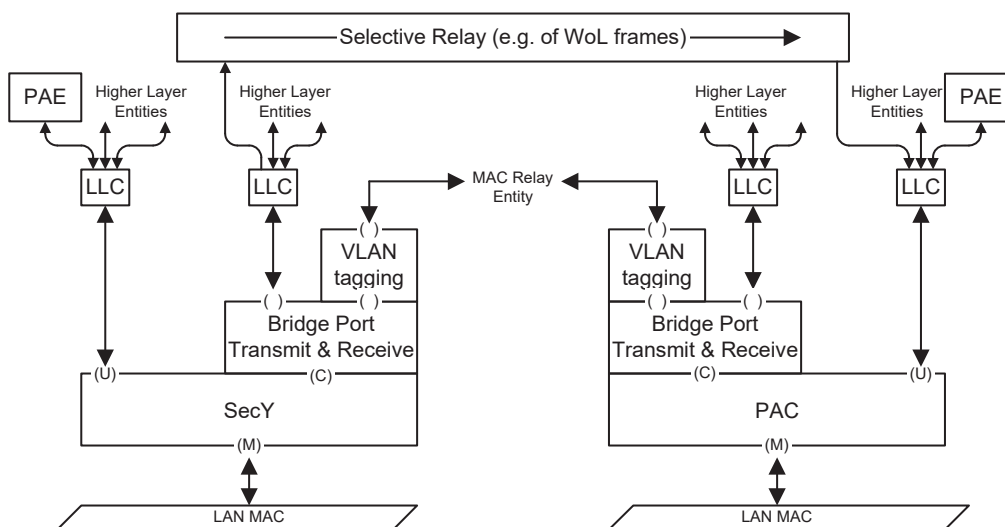 Selective Relay (e.g. of WoL frames)
PAE
Higher Layer
Entities
Higher Layer
Entities
Higher Layer
Entities
Higher Layer
Entities
PAE
LLC
LLC
MAC Relay
Entity
LLC
LLC
( )
( )
VLAN
tagging
VLAN
tagging
( )
( )
( )
( )
Bridge Port
Transmit & Receive
Bridge Port
Transmit & Receive
(U)
(C)
(C)
(U)
SecY
PAC
(M)
(M)
LAN MAC
LAN MAC